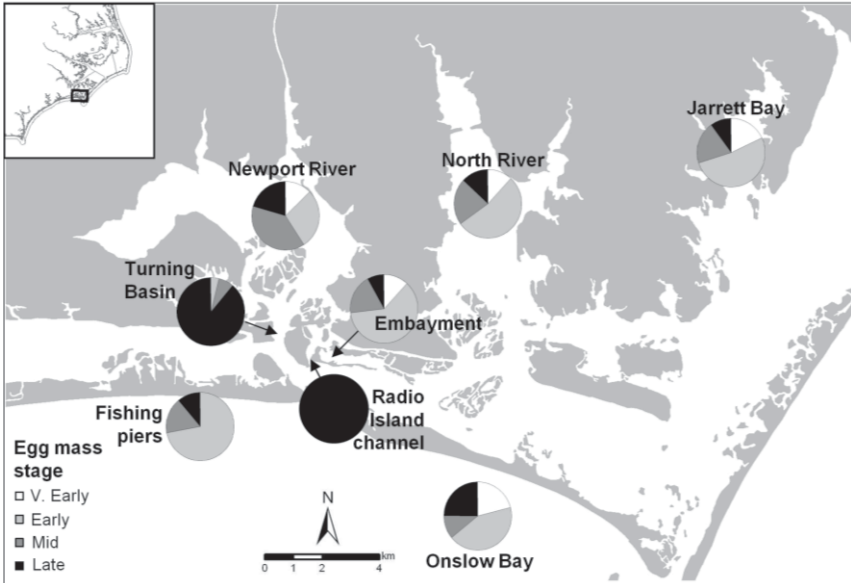 Jarrett Bay
North River
Newport River
Turning
Basin
Embayment
Radio
Island
channel
Fishing
piers
Egg mass
stage
V. Early
Early
Mid
Late
N
km
0 1 2 4
Onslow Bay